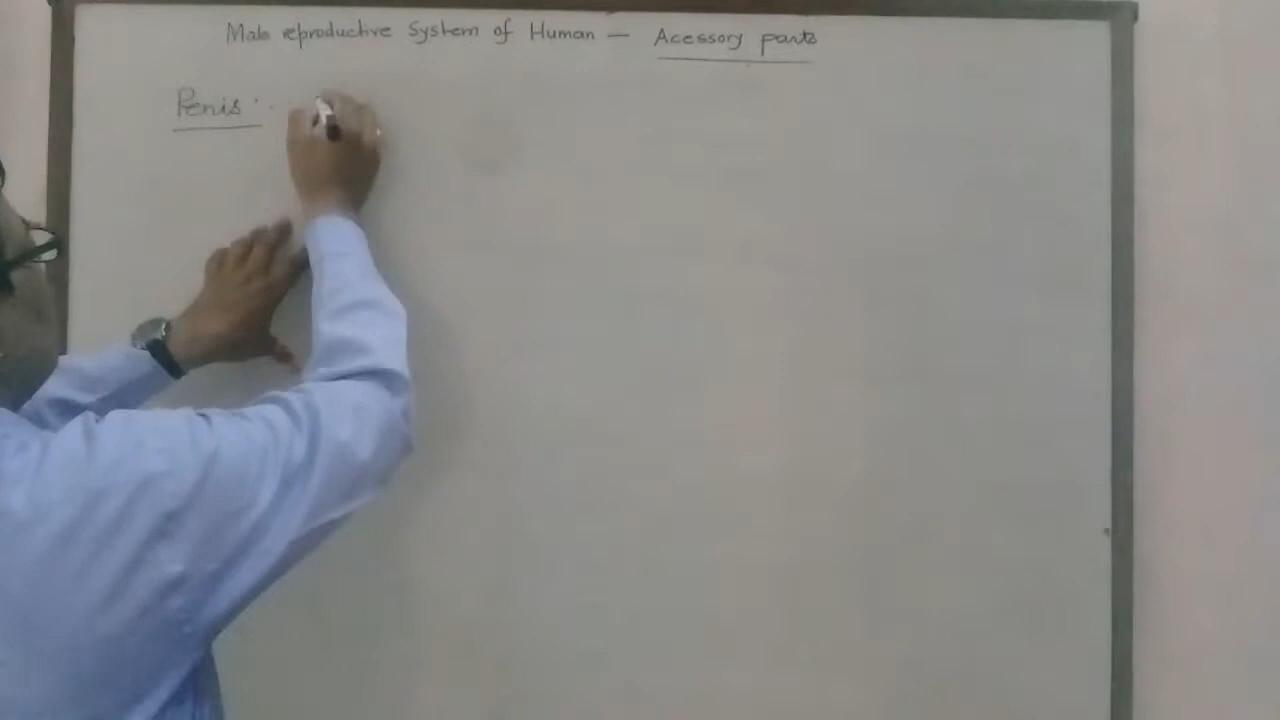 Male reproductive System of Human — Acessory parts
Penis :-